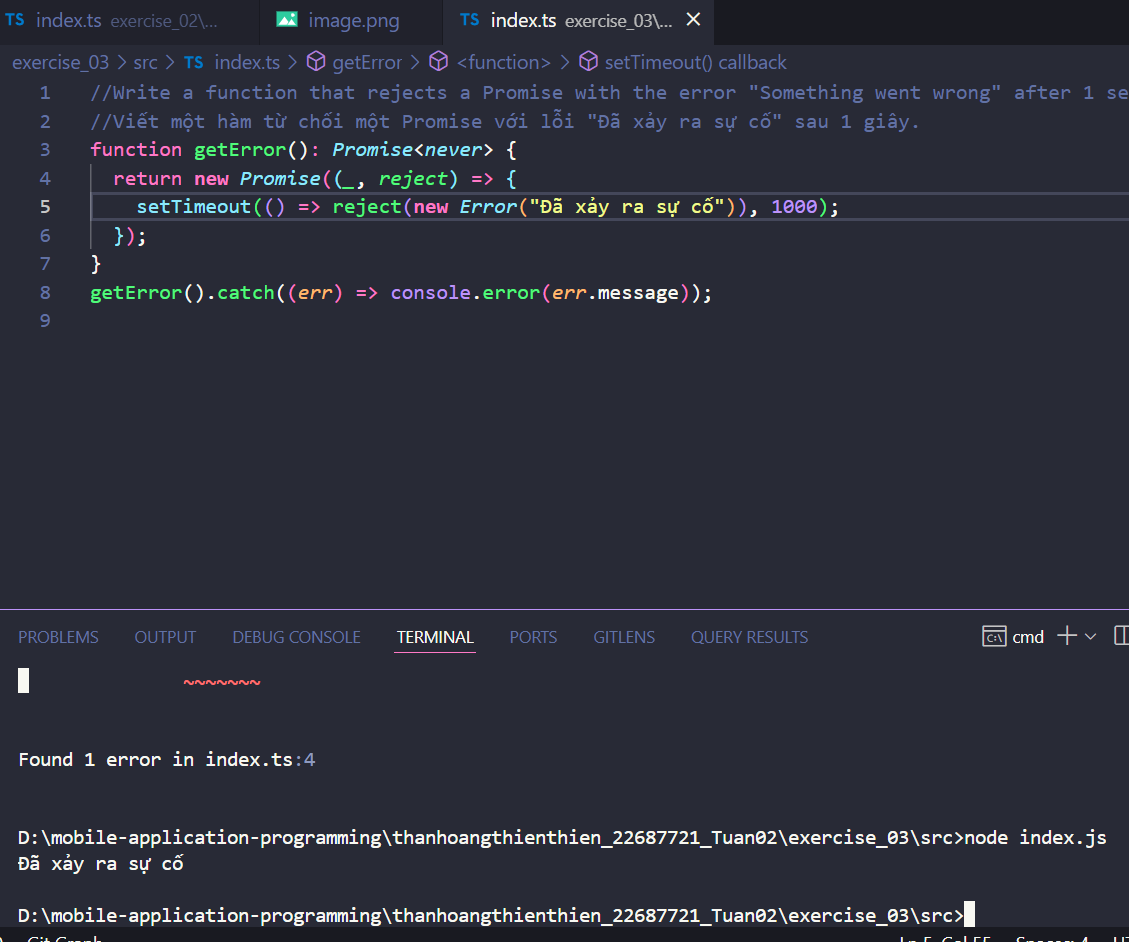 TS index.ts exercise_02\... image.png TS index.ts exercise_03\...
exercise_03 > src > TS index.ts > getError > <function> > setTimeout() callback
1 //Write a function that rejects a Promise with the error "Something went wrong" after 1 se
2 //Viết một hàm từ chối một Promise với lỗi "Đã xảy ra sự cố" sau 1 giây.
3 function getError(): Promise<never> {
4 return new Promise((_, reject) => {
5 setTimeout(() => reject(new Error("Đã xảy ra sự cố")), 1000);
6 });
7 }
8 getError().catch((err) => console.error(err.message));
9
PROBLEMS OUTPUT DEBUG CONSOLE TERMINAL PORTS GITLENS QUERY RESULTS cmd
~~~~~~~
Found 1 error in index.ts:4
D:\mobile-application-programming\thanhoangthienthien_22687721_Tuan02\exercise_03\src>node index.js
Đã xảy ra sự cố
D:\mobile-application-programming\thanhoangthienthien_22687721_Tuan02\exercise_03\src>
Git Graph Ln 5, Col 55 Spaces: 4